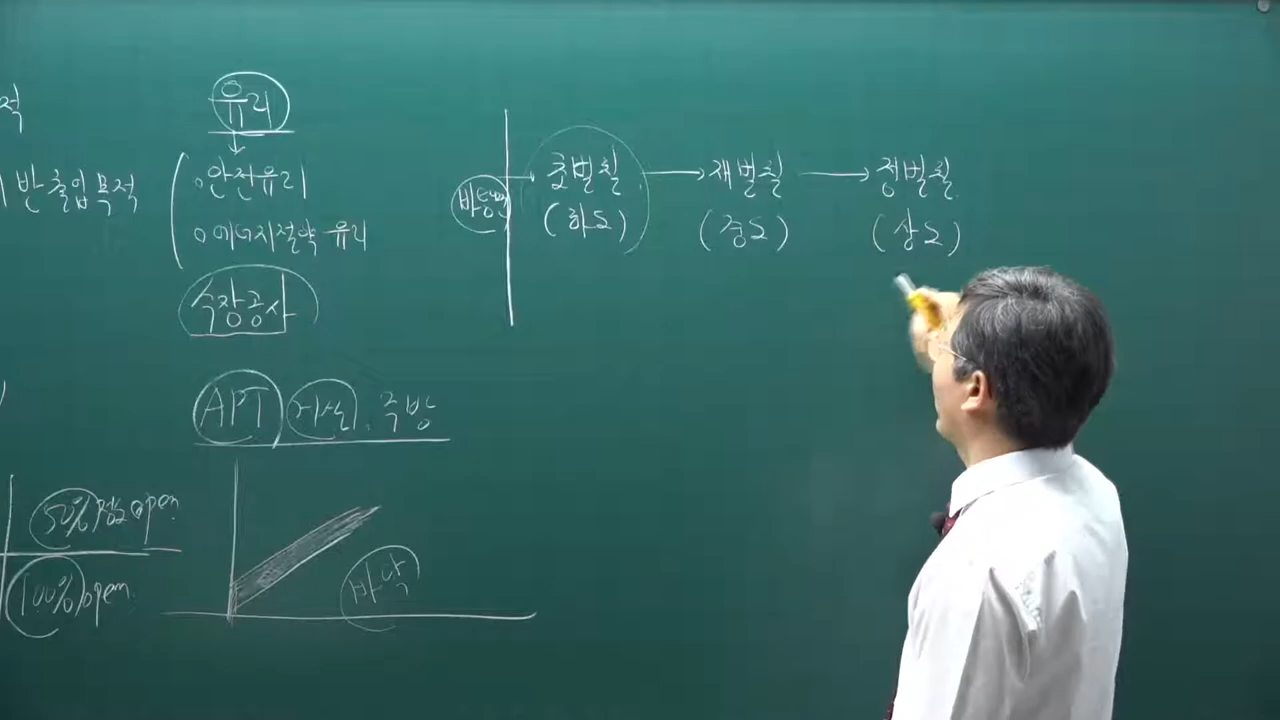 적
반출입 목적
유리
안전유리
에너지절약 유리
수장공사
APT 거실, 주방
바닥
50% 정도 open
100% open
초벌칠 → 재벌칠 → 정벌칠
(하도) (중도) (상도)